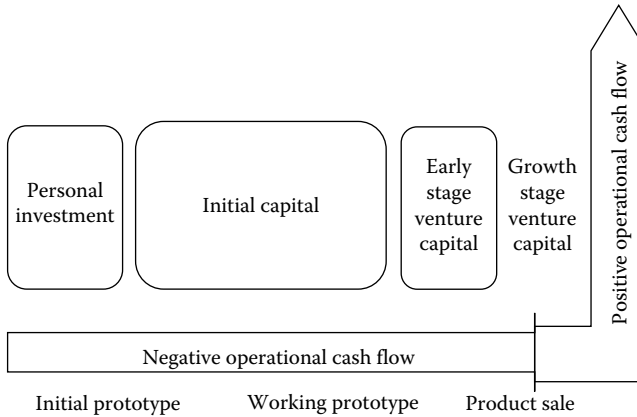 Personal
investment
Initial capital
Early
stage
venture
capital
Growth
stage
venture
capital
Positive operational cash flow
Negative operational cash flow
Initial prototype
Working prototype
Product sale